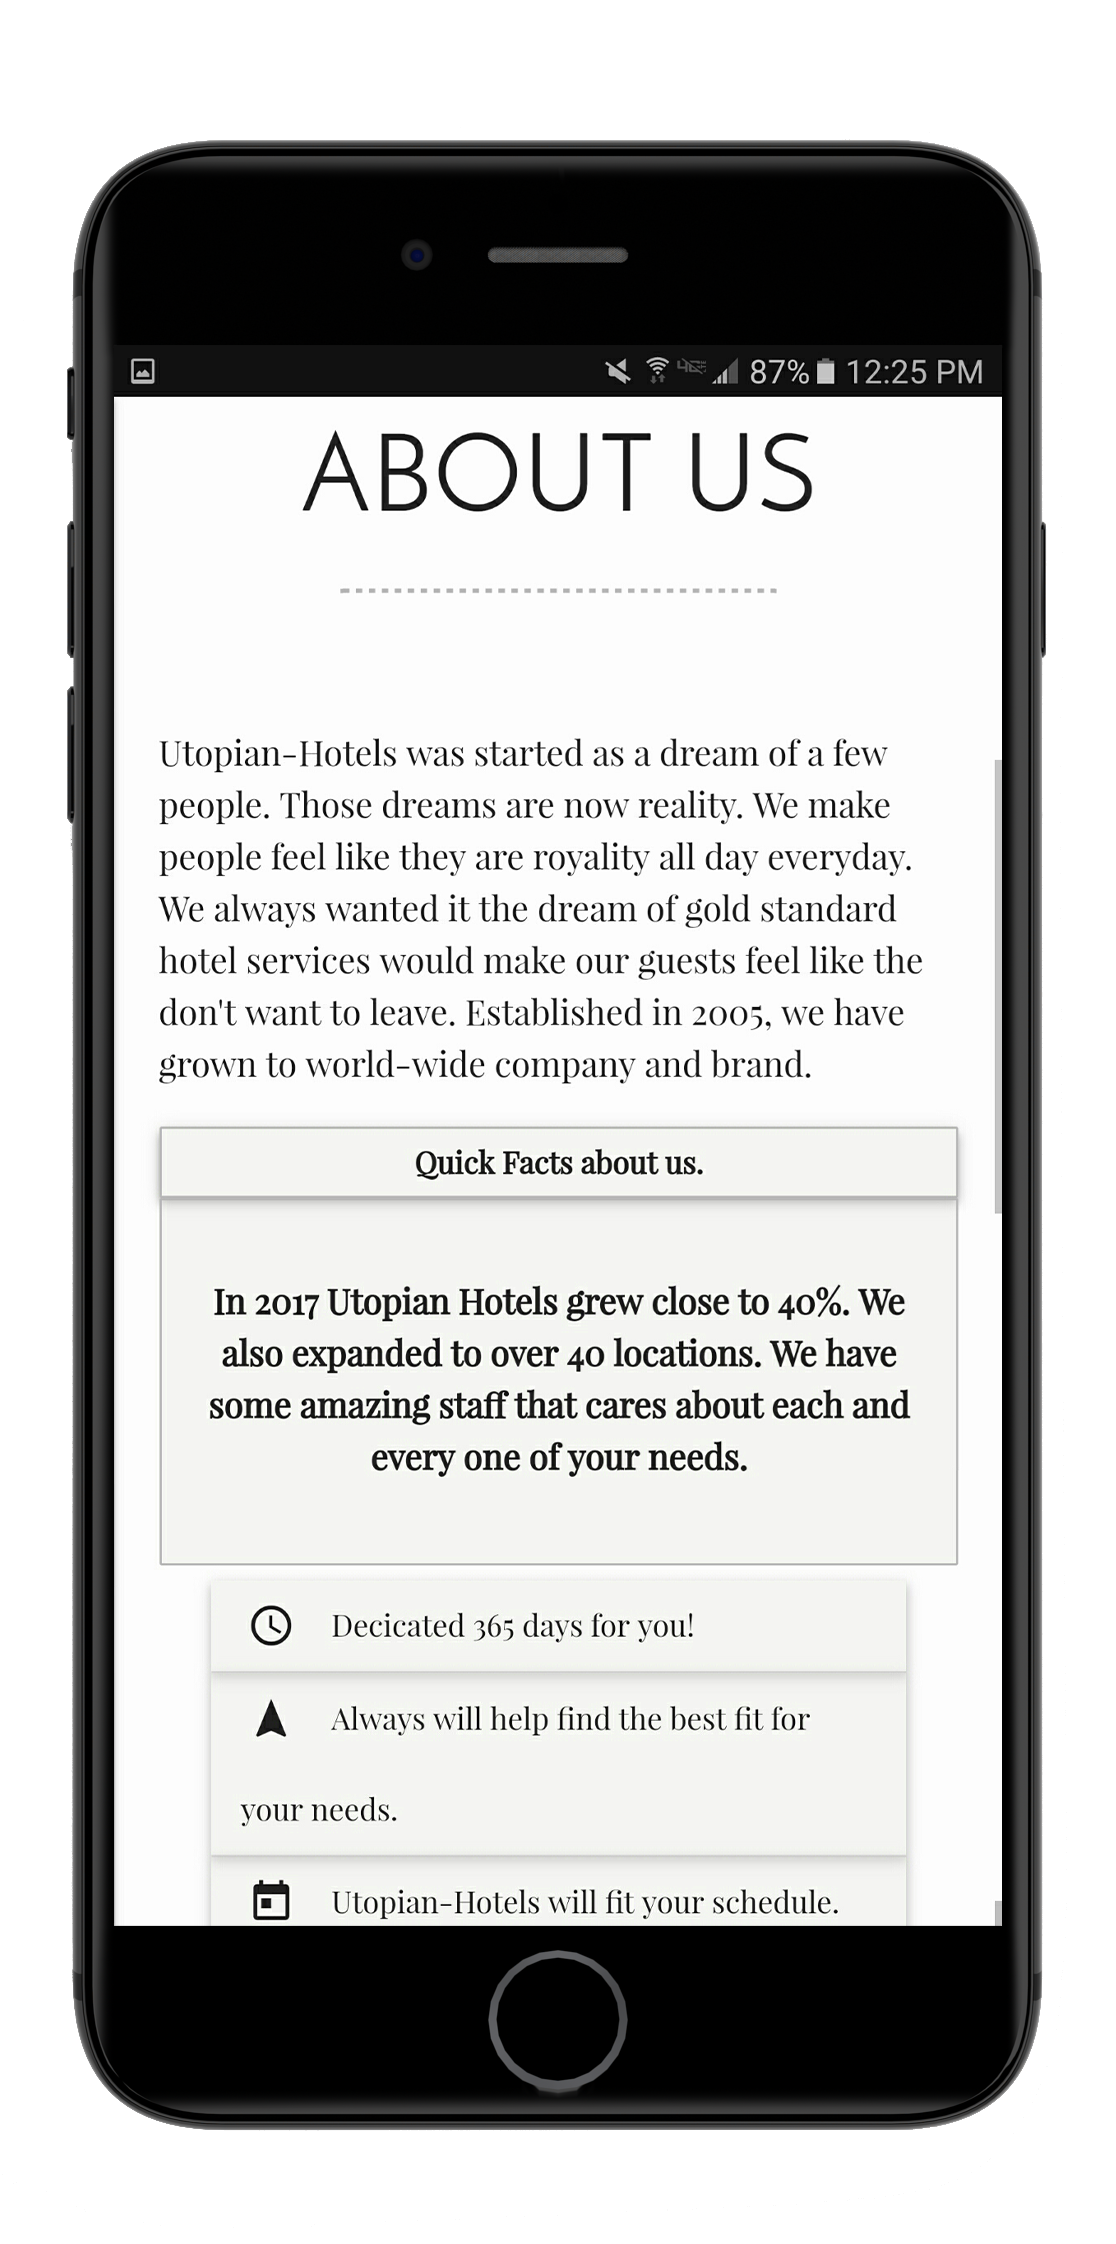 87% 12:25 PM
ABOUT US
Utopian-Hotels was started as a dream of a few
people. Those dreams are now reality. We make
people feel like they are royality all day everyday.
We always wanted it the dream of gold standard
hotel services would make our guests feel like the
don't want to leave. Established in 2005, we have
grown to world-wide company and brand.
Quick Facts about us.
In 2017 Utopian Hotels grew close to 40%. We
also expanded to over 40 locations. We have
some amazing staff that cares about each and
every one of your needs.
Decicated 365 days for you!
Always will help find the best fit for
your needs.
Utopian-Hotels will fit your schedule.